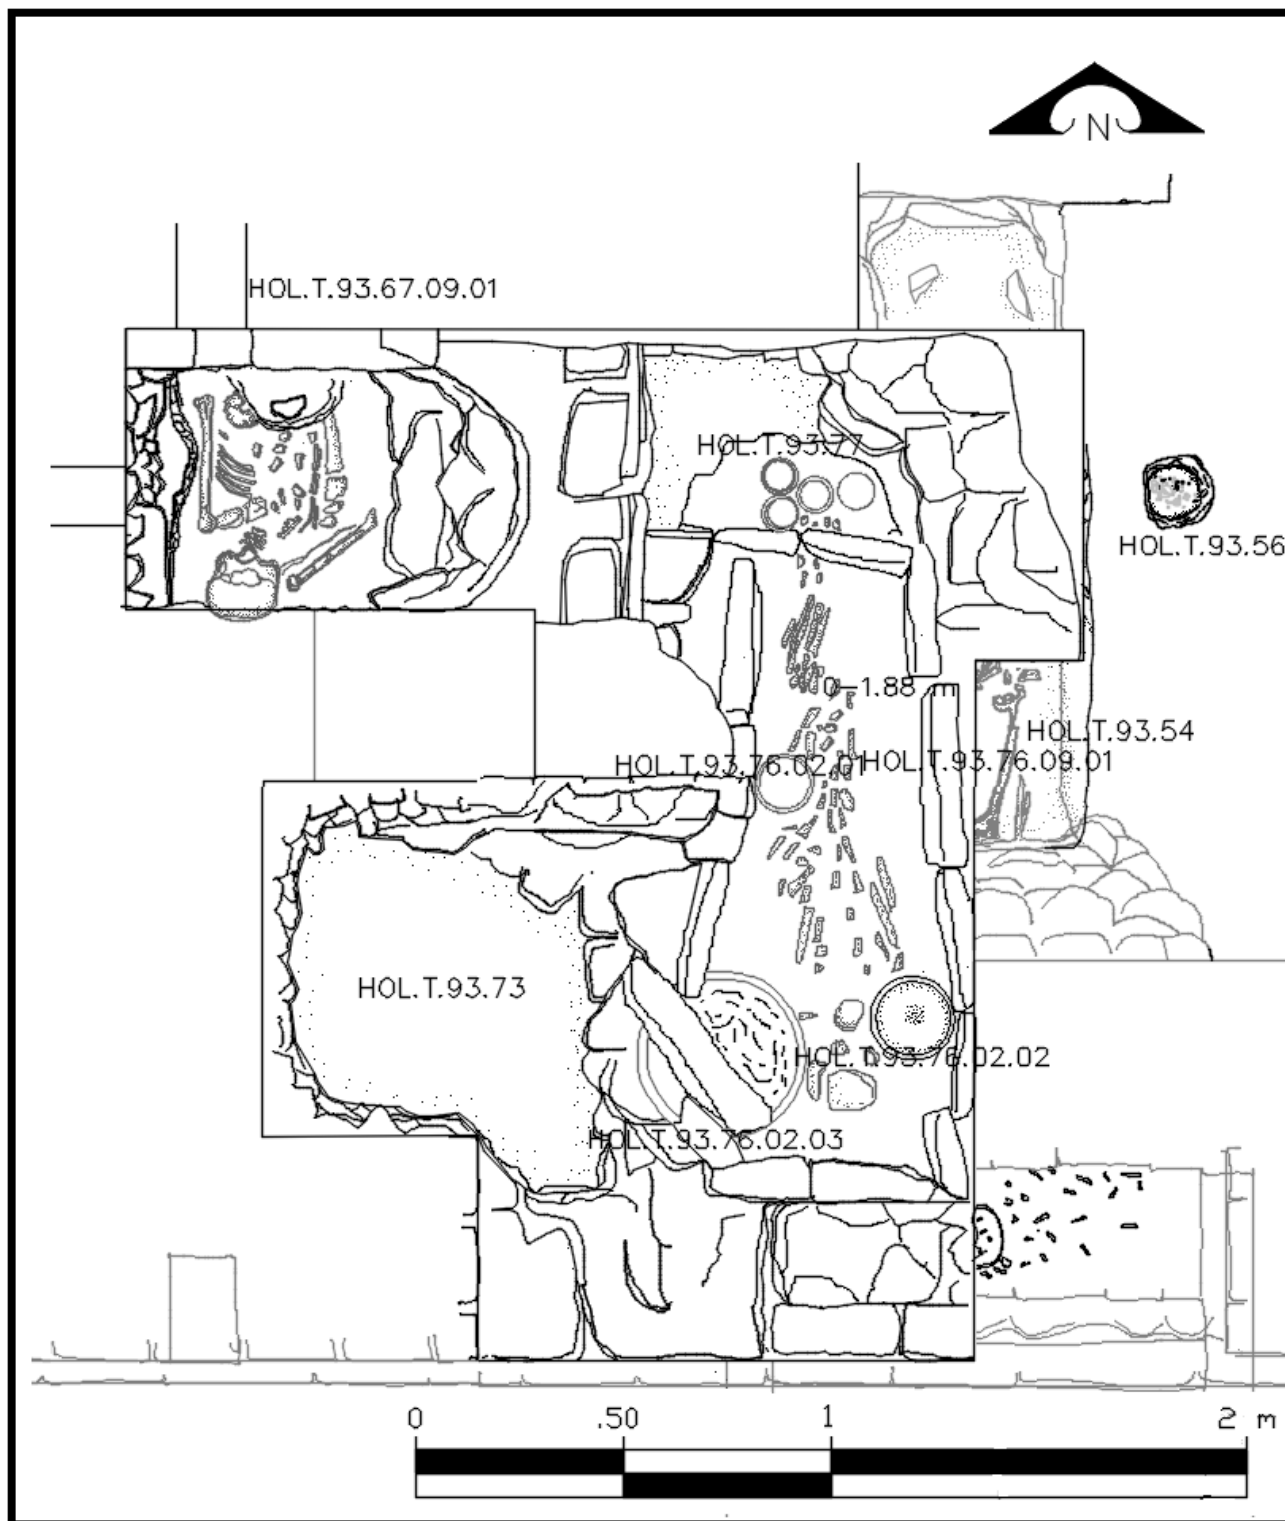 N
HOL.T.93.67.09.01
HOL.T.93.77
HOL.T.93.56
0-1.88 m
HOL.T.93.54
HOL.T.93.76.02.01
HOL.T.93.76.09.01
HOL.T.93.73
HOL.T.93.76.02.02
HOL.T.93.76.02.03
0 .50 1 2 m